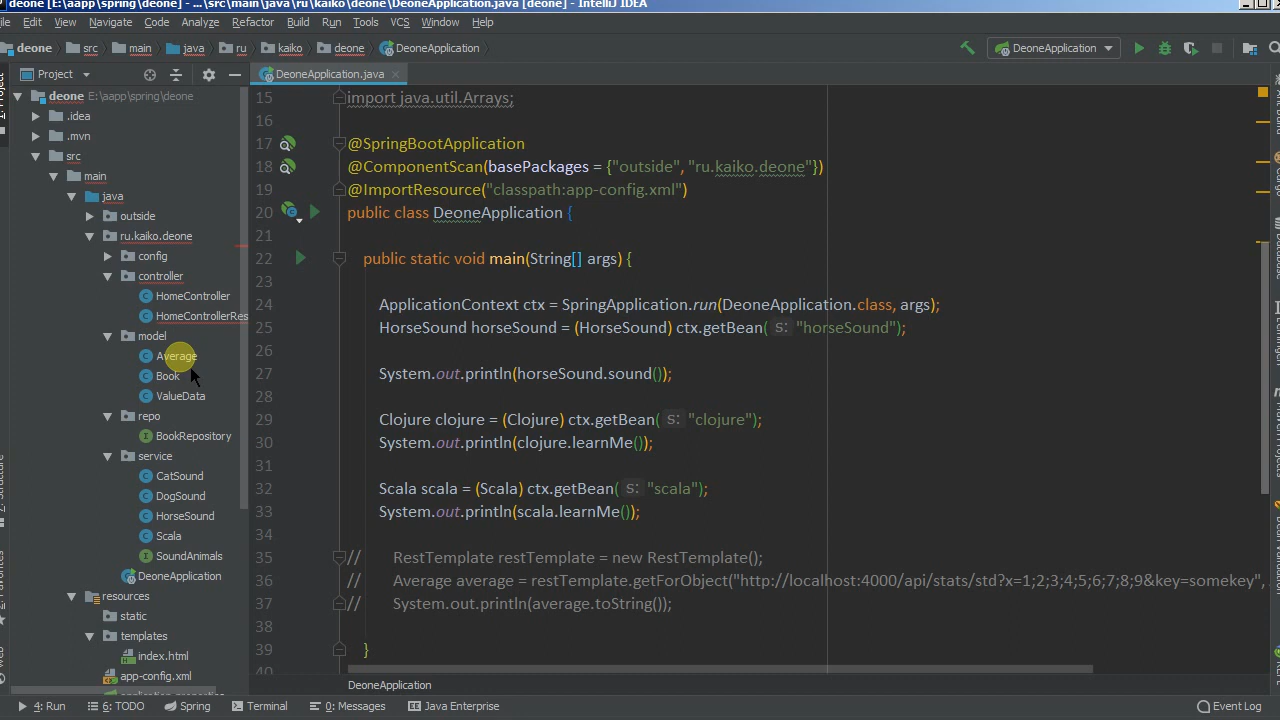 deone [E:\aapp\spring\deone] - ...\src\main\java\ru\kaiko\deone\DeoneApplication.java [deone] - IntelliJ IDEA
ile Edit View Navigate Code Analyze Refactor Build Run Tools VCS Window Help
deone src main java ru kaiko deone DeoneApplication DeoneApplication
Project DeoneApplication.java
deone E:\aapp\spring\deone
.idea
.mvn
src
main
java
outside
ru.kaiko.deone
config
controller
HomeController
HomeControllerRes
model
Average
Book
ValueData
repo
BookRepository
service
CatSound
DogSound
HorseSound
Scala
SoundAnimals
DeoneApplication
resources
static
templates
index.html
app-config.xml
application.properties
15 import java.util.Arrays;
16
17 @SpringBootApplication
18 @ComponentScan(basePackages = {"outside", "ru.kaiko.deone"})
19 @ImportResource("classpath:app-config.xml")
20 public class DeoneApplication {
21
22 public static void main(String[] args) {
23
24 ApplicationContext ctx = SpringApplication.run(DeoneApplication.class, args);
25 HorseSound horseSound = (HorseSound) ctx.getBean( s: "horseSound");
26
27 System.out.println(horseSound.sound());
28
29 Clojure clojure = (Clojure) ctx.getBean( s: "clojure");
30 System.out.println(clojure.learnMe());
31
32 Scala scala = (Scala) ctx.getBean( s: "scala");
33 System.out.println(scala.learnMe());
34
35 // RestTemplate restTemplate = new RestTemplate();
36 // Average average = restTemplate.getForObject("http://localhost:4000/api/stats/std?x=1;2;3;4;5;6;7;8;9&key=somekey",
37 // System.out.println(average.toString());
38
39 }
40
DeoneApplication
4: Run 6: TODO Spring Terminal 0: Messages Java Enterprise Event Log